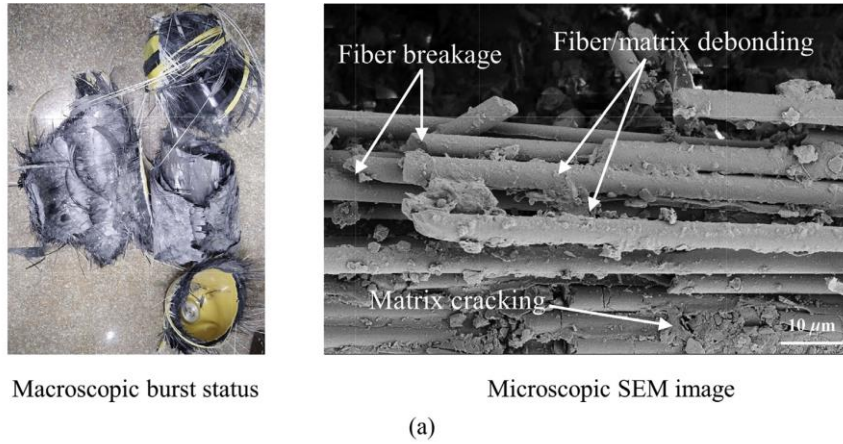 Fiber breakage
Fiber/matrix debonding
Matrix cracking
10 μm
Macroscopic burst status
Microscopic SEM image
(a)